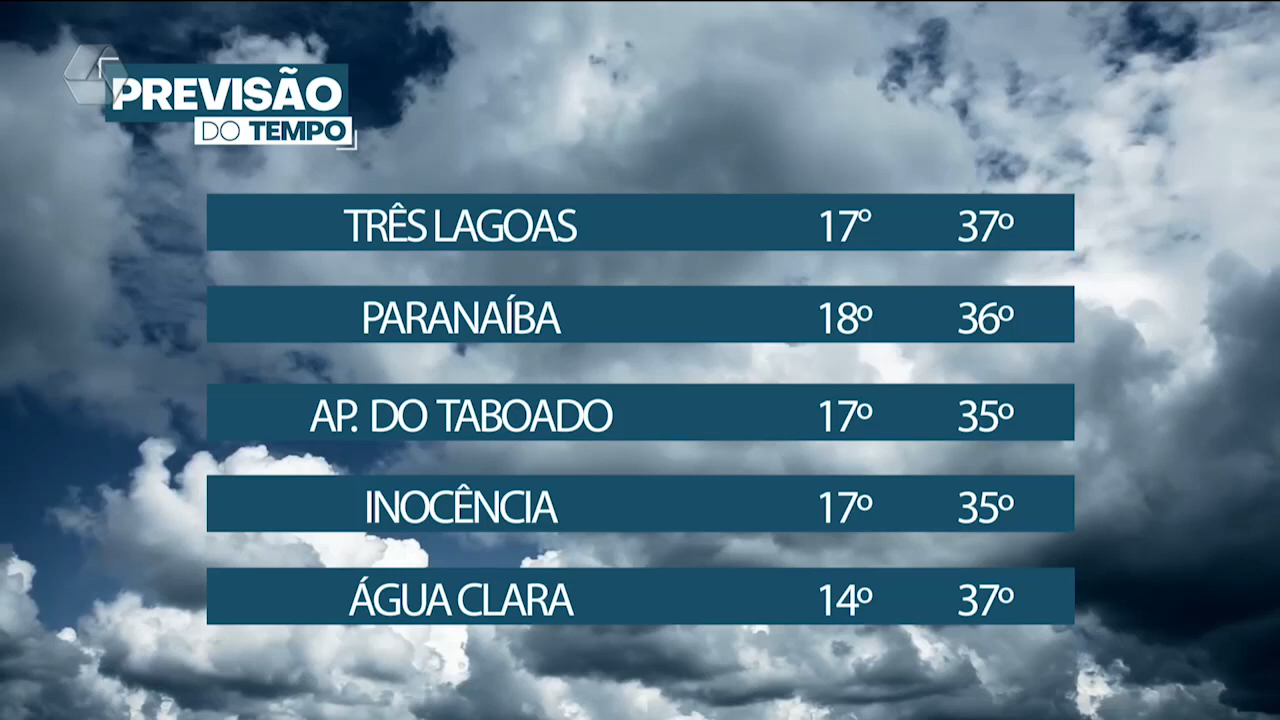 PREVISÃO
DO TEMPO
TRÊS LAGOAS 17° 37º
PARANAÍBA 18º 36º
AP. DO TABOADO 17º 35º
INOCÊNCIA 17º 35º
ÁGUA CLARA 14º 37º